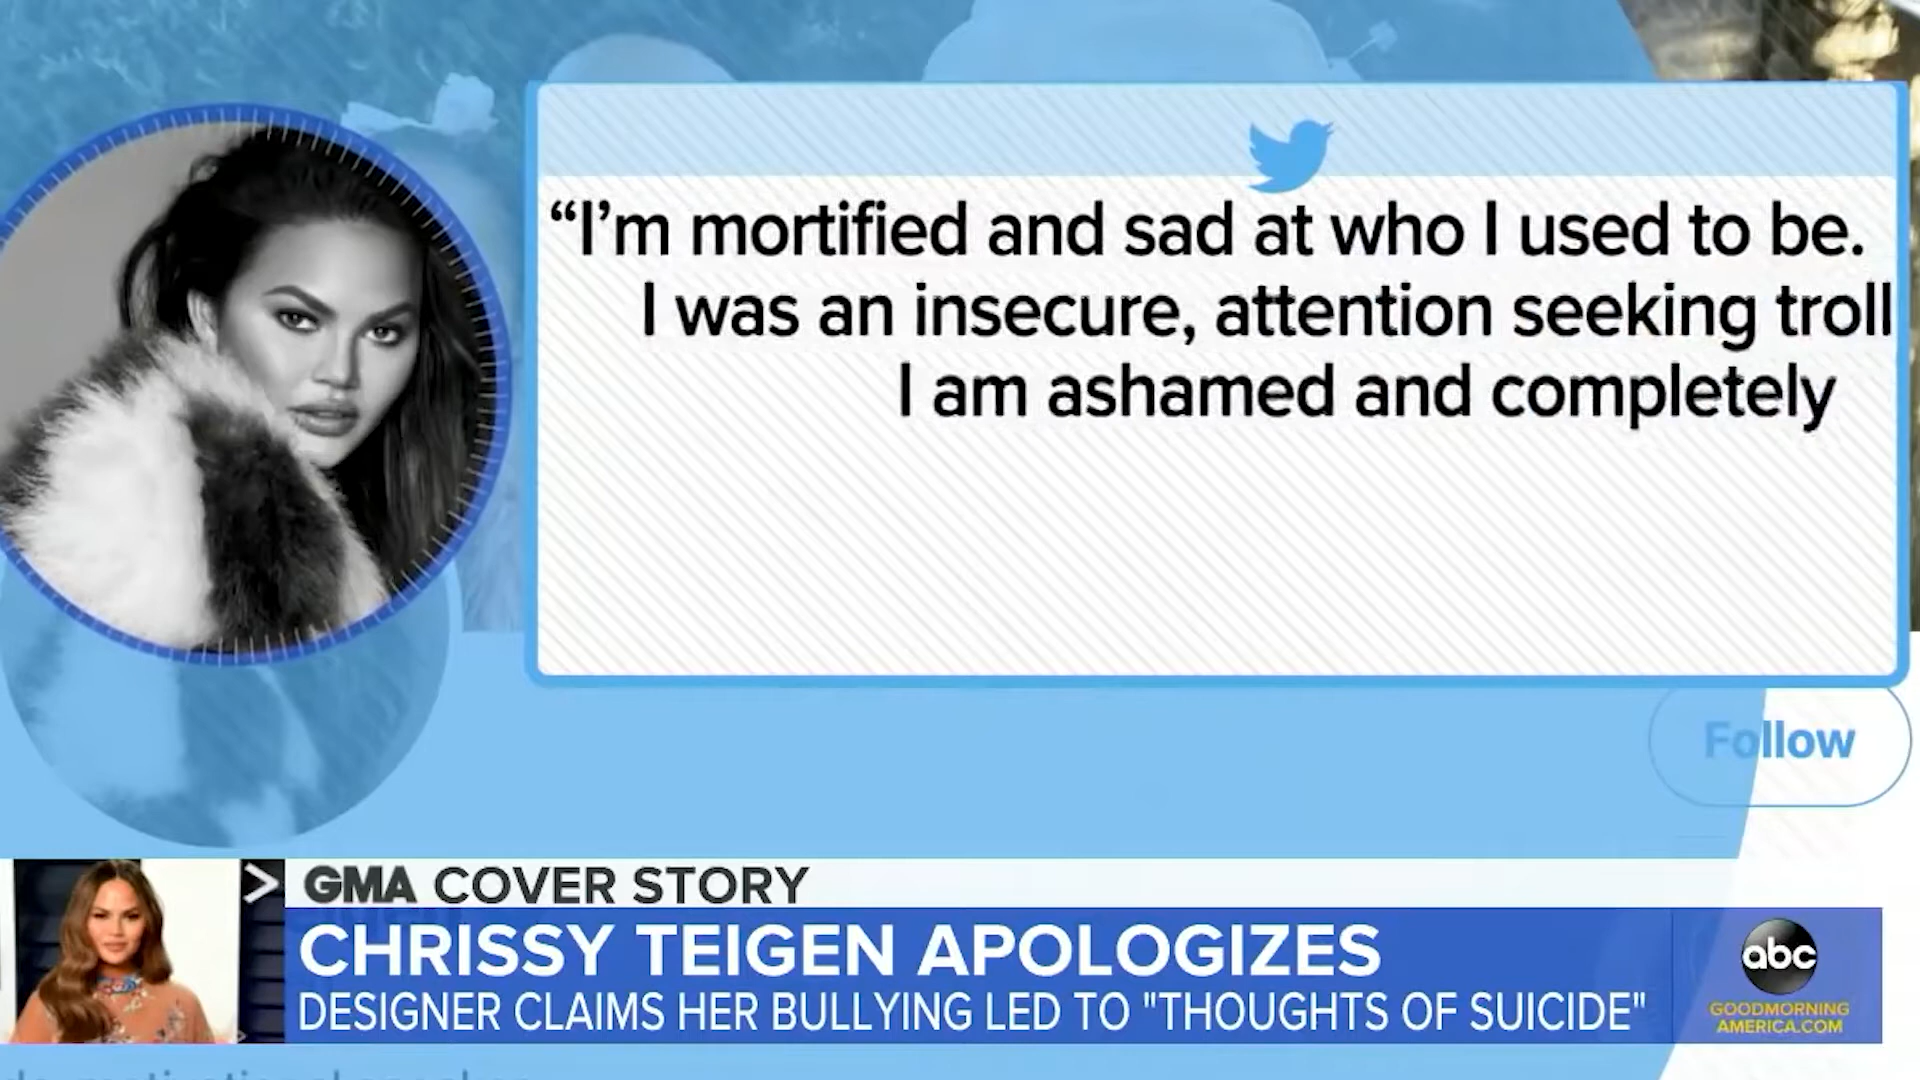 “I’m mortified and sad at who I used to be.
I was an insecure, attention seeking troll
I am ashamed and completely
Follow
GMA COVER STORY
CHRISSY TEIGEN APOLOGIZES
DESIGNER CLAIMS HER BULLYING LED TO "THOUGHTS OF SUICIDE"
abc
GOODMORNING
AMERICA.COM